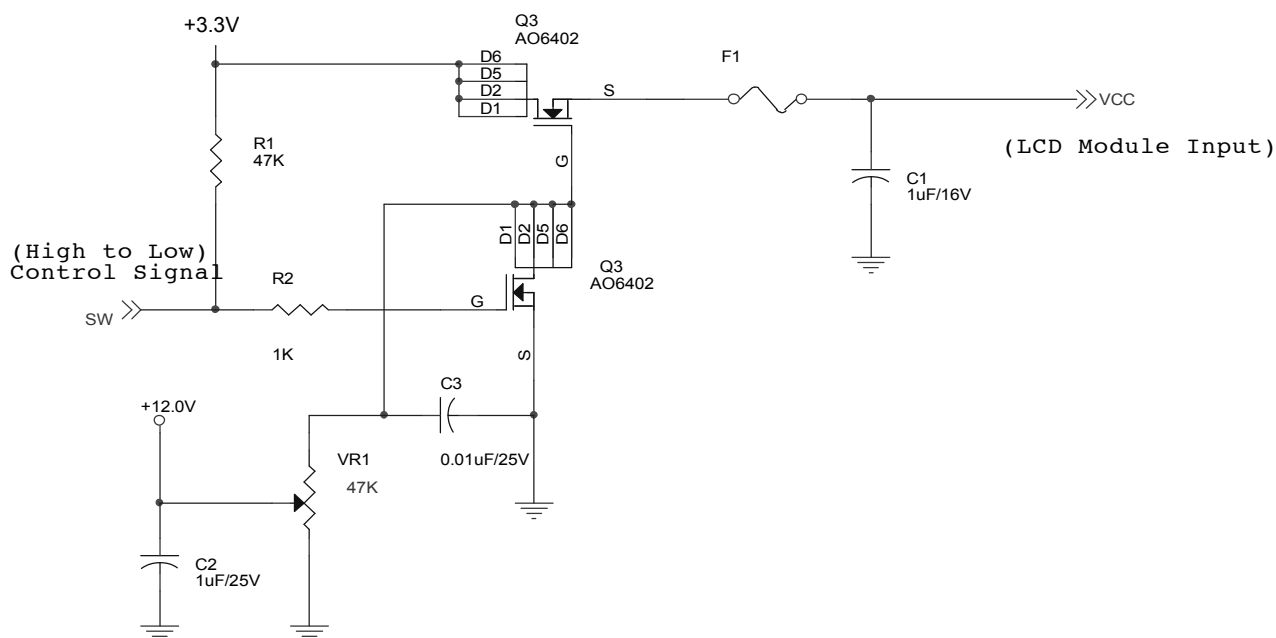 +3.3V
Q3
AO6402
D6
D5
D2
D1
S
F1
VCC
(LCD Module Input)
R1
47K
G
C1
1uF/16V
D1
D2
D5
D6
(High to Low)
Control Signal
R2
Q3
AO6402
SW
G
1K
S
C3
+12.0V
0.01uF/25V
VR1
47K
C2
1uF/25V